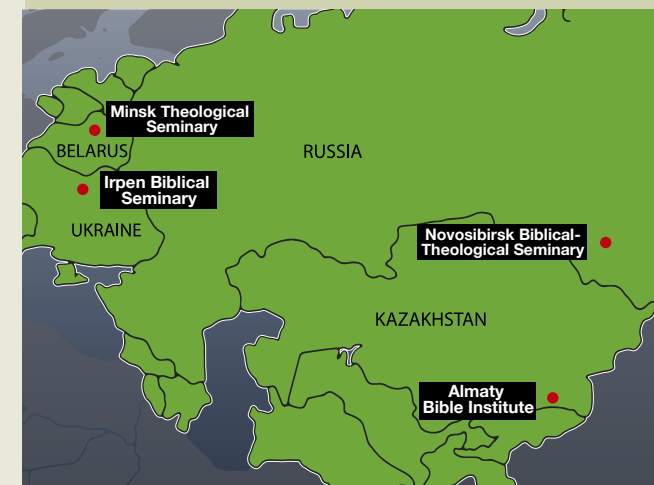 Minsk Theological
Seminary
BELARUS
RUSSIA
Irpen Biblical
Seminary
UKRAINE
Novosibirsk Biblical-
Theological Seminary
KAZAKHSTAN
Almaty
Bible Institute